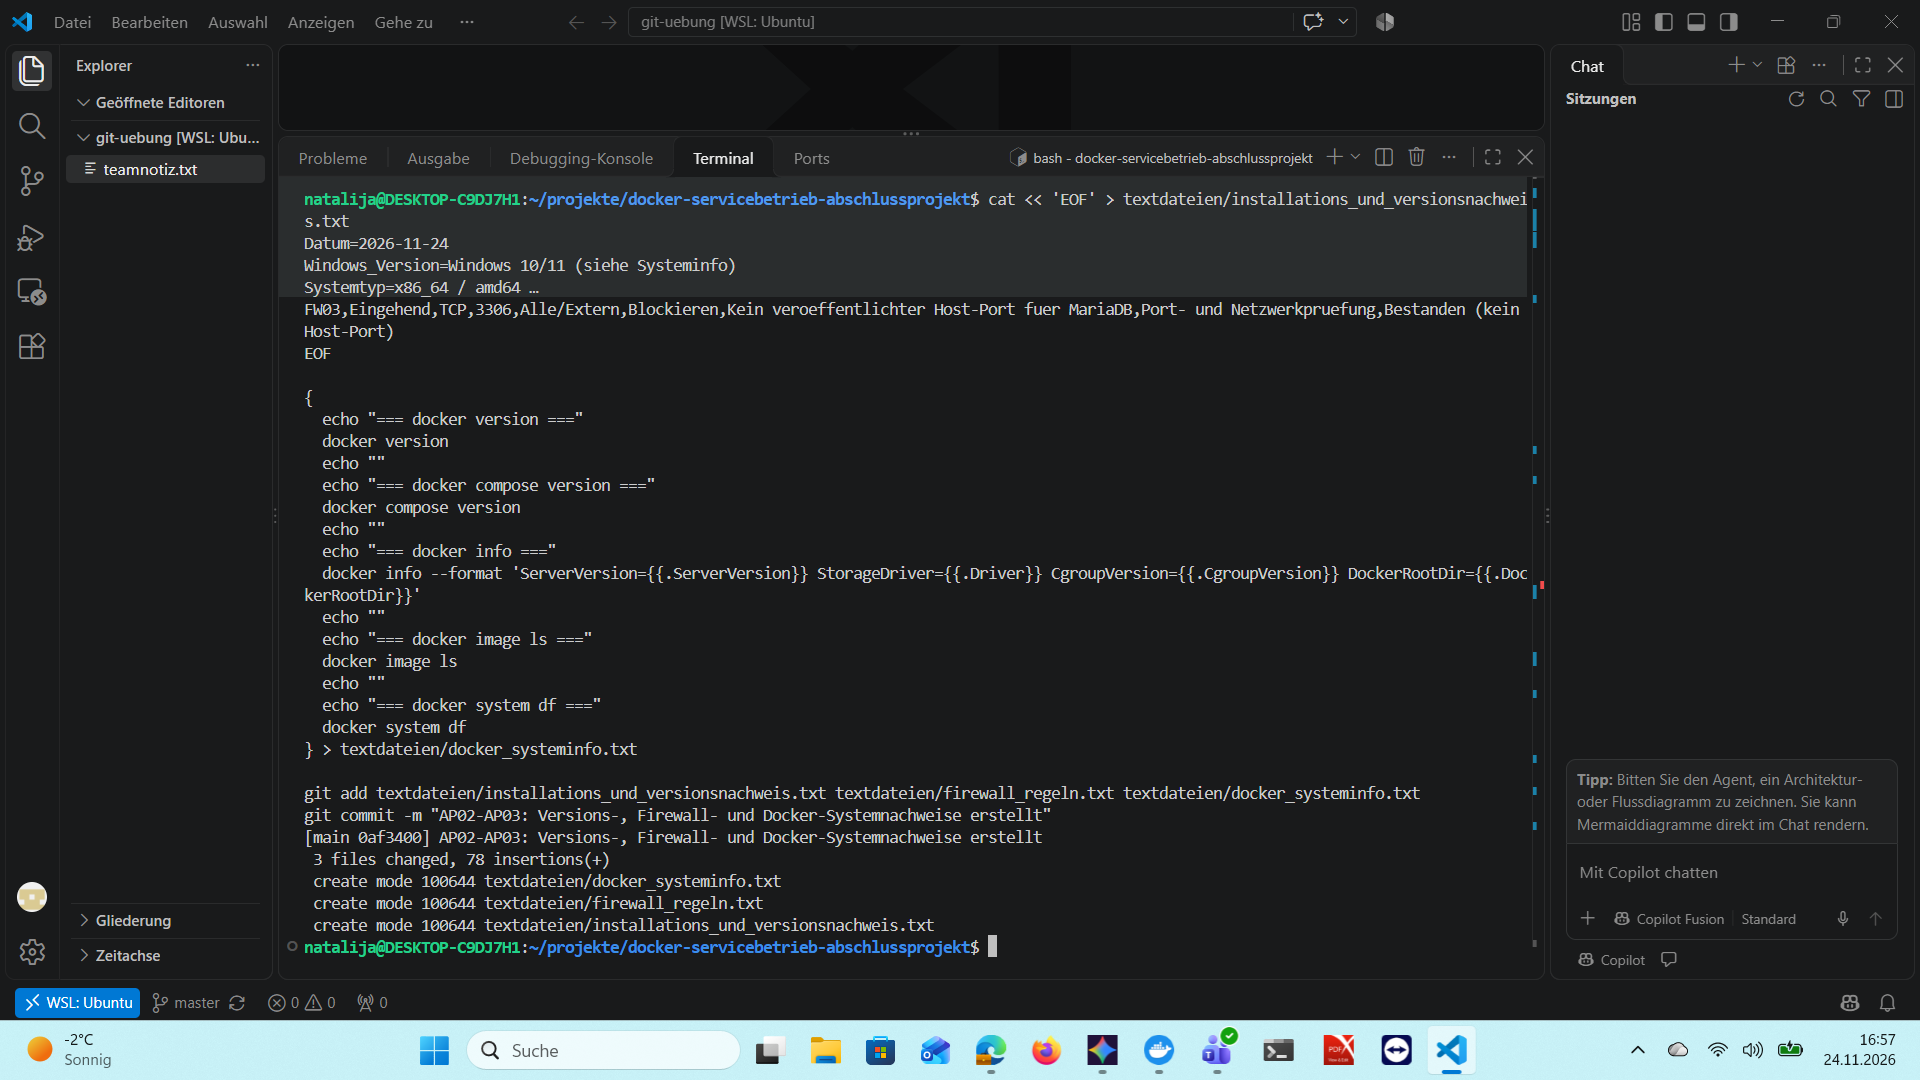 Datei Bearbeiten Auswahl Anzeigen Gehe zu ···
git-uebung [WSL: Ubuntu]
Explorer
Geöffnete Editoren
git-uebung [WSL: Ubu...
teamnotiz.txt
Gliederung
Zeitachse
Probleme Ausgabe Debugging-Konsole Terminal Ports
bash - docker-servicebetrieb-abschlussprojekt
natalija@DESKTOP-C9DJ7H1:~/projekte/docker-servicebetrieb-abschlussprojekt$ cat << 'EOF' > textdateien/installations_und_versionsnachwei
s.txt
Datum=2026-11-24
Windows_Version=Windows 10/11 (siehe Systeminfo)
Systemtyp=x86_64 / amd64 …
FW03,Eingehend,TCP,3306,Alle/Extern,Blockieren,Kein veroeffentlichter Host-Port fuer MariaDB,Port- und Netzwerkpruefung,Bestanden (kein
Host-Port)
EOF
{
echo "=== docker version ==="
docker version
echo ""
echo "=== docker compose version ==="
docker compose version
echo ""
echo "=== docker info ==="
docker info --format 'ServerVersion={{.ServerVersion}} StorageDriver={{.Driver}} CgroupVersion={{.CgroupVersion}} DockerRootDir={{.Doc
kerRootDir}}'
echo ""
echo "=== docker image ls ==="
docker image ls
echo ""
echo "=== docker system df ==="
docker system df
} > textdateien/docker_systeminfo.txt
git add textdateien/installations_und_versionsnachweis.txt textdateien/firewall_regeln.txt textdateien/docker_systeminfo.txt
git commit -m "AP02-AP03: Versions-, Firewall- und Docker-Systemnachweise erstellt"
[main 0af3400] AP02-AP03: Versions-, Firewall- und Docker-Systemnachweise erstellt
3 files changed, 78 insertions(+)
create mode 100644 textdateien/docker_systeminfo.txt
create mode 100644 textdateien/firewall_regeln.txt
create mode 100644 textdateien/installations_und_versionsnachweis.txt
natalija@DESKTOP-C9DJ7H1:~/projekte/docker-servicebetrieb-abschlussprojekt$
Chat
Sitzungen
Tipp: Bitten Sie den Agent, ein Architektur-
oder Flussdiagramm zu zeichnen. Sie kann
Mermaiddiagramme direkt im Chat rendern.
Mit Copilot chatten
Copilot Fusion Standard
Copilot
WSL: Ubuntu master 0 0 0
-2°C
Sonnig
Suche
16:57
24.11.2026